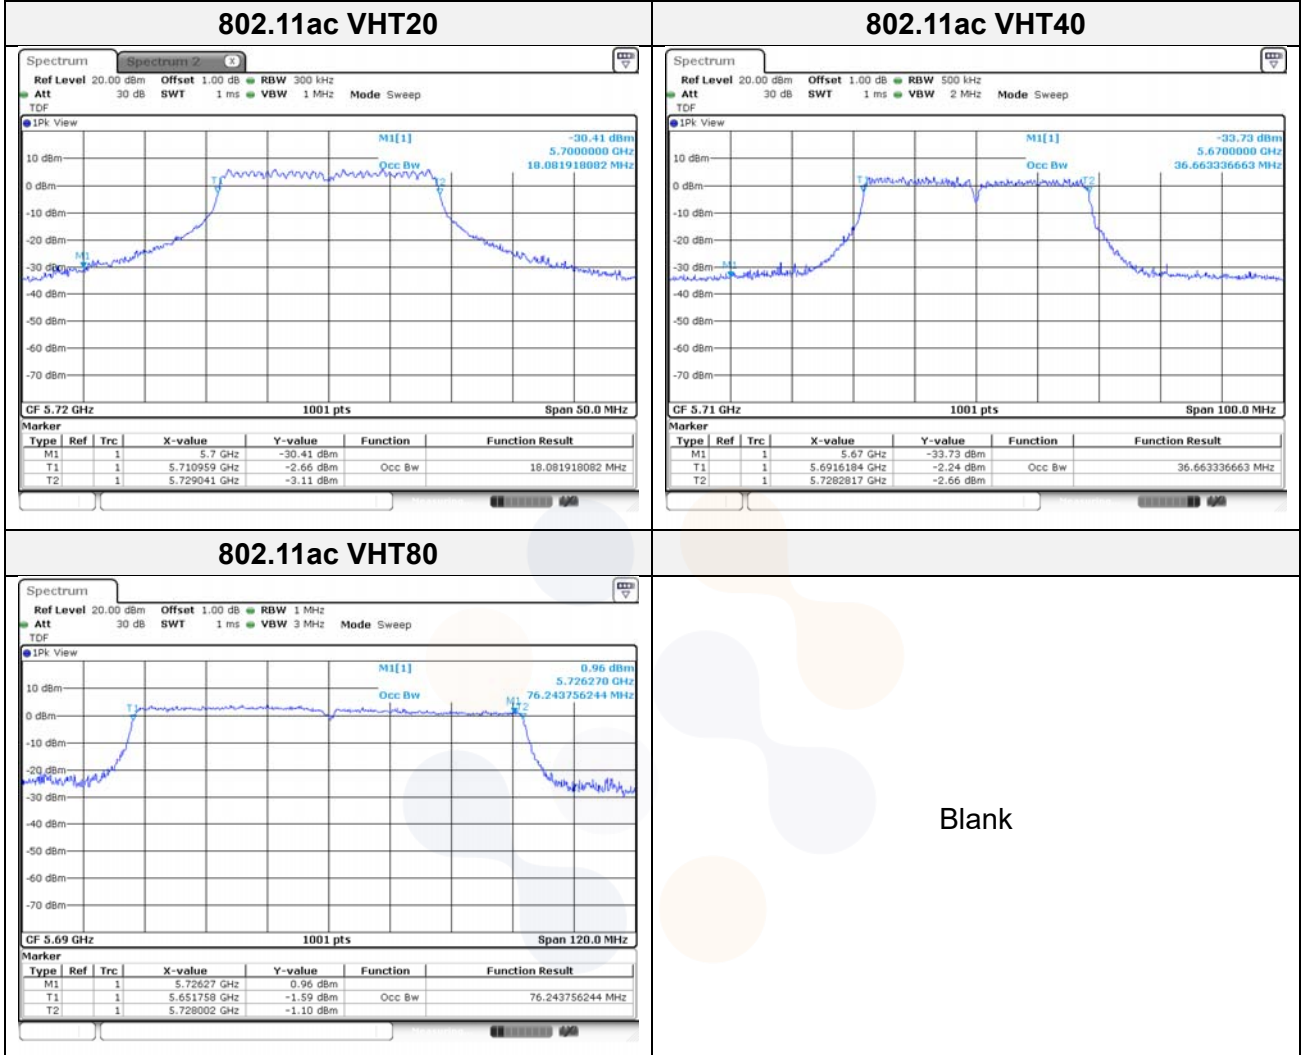 802.11ac VHT20
802.11ac VHT40
Spectrum
Spectrum 2
X
Ref Level 20.00 dBm Offset 1.00 dB RBW 300 kHz
Att 30 dB SWT 1 ms VBW 1 MHz Mode Sweep
TDF
1Pk View
M1[1] -30.41 dBm
5.7000000 GHz
Occ Bw 18.081918082 MHz
10 dBm
0 dBm
-10 dBm
-20 dBm
-30 dBm
-40 dBm
-50 dBm
-60 dBm
-70 dBm
M1
T1
T2
CF 5.72 GHz 1001 pts Span 50.0 MHz
Marker
Type Ref Trc X-value Y-value Function Function Result
M1 1 5.7 GHz -30.41 dBm
T1 1 5.710959 GHz -2.66 dBm Occ Bw 18.081918082 MHz
T2 1 5.729041 GHz -3.11 dBm
Spectrum
Ref Level 20.00 dBm Offset 1.00 dB RBW 500 kHz
Att 30 dB SWT 1 ms VBW 2 MHz Mode Sweep
TDF
1Pk View
M1[1] -33.73 dBm
5.6700000 GHz
Occ Bw 36.663336663 MHz
10 dBm
0 dBm
-10 dBm
-20 dBm
-30 dBm
-40 dBm
-50 dBm
-60 dBm
-70 dBm
M1
T1
T2
CF 5.71 GHz 1001 pts Span 100.0 MHz
Marker
Type Ref Trc X-value Y-value Function Function Result
M1 1 5.67 GHz -33.73 dBm
T1 1 5.6916184 GHz -2.24 dBm Occ Bw 36.663336663 MHz
T2 1 5.7282817 GHz -2.66 dBm
802.11ac VHT80
Spectrum
Ref Level 20.00 dBm Offset 1.00 dB RBW 1 MHz
Att 30 dB SWT 1 ms VBW 3 MHz Mode Sweep
TDF
1Pk View
M1[1] 0.96 dBm
5.726270 GHz
Occ Bw 76.243756244 MHz
10 dBm
0 dBm
-10 dBm
-20 dBm
-30 dBm
-40 dBm
-50 dBm
-60 dBm
-70 dBm
T1
M1
T2
CF 5.69 GHz 1001 pts Span 120.0 MHz
Marker
Type Ref Trc X-value Y-value Function Function Result
M1 1 5.72627 GHz 0.96 dBm
T1 1 5.651758 GHz -1.59 dBm Occ Bw 76.243756244 MHz
T2 1 5.728002 GHz -1.10 dBm
Blank